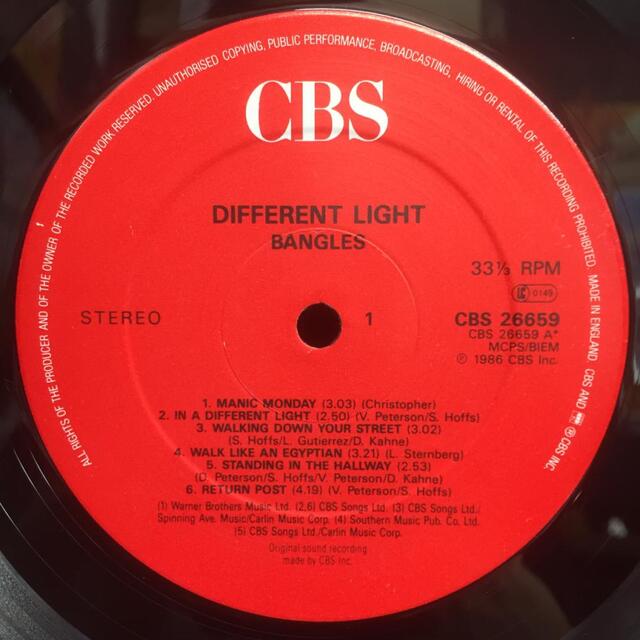 ALL RIGHTS OF THE PRODUCER AND OF THE OWNER OF THE RECORDED WORK RESERVED. UNAUTHORISED COPYING, PUBLIC PERFORMANCE, BROADCASTING, HIRING OR RENTAL OF THIS RECORDING PROHIBITED. MADE IN ENGLAND. CBS AND ® CBS INC.
CBS
DIFFERENT LIGHT
BANGLES
33⅓ RPM
LC 0149
STEREO
1
CBS 26659
CBS 26659 A*
MCPS/BIEM
℗ 1986 CBS Inc.
1. MANIC MONDAY (3.03) (Christopher)
2. IN A DIFFERENT LIGHT (2.50) (V. Peterson/S. Hoffs)
3. WALKING DOWN YOUR STREET (3.02)
(S. Hoffs/L. Gutierrez/D. Kahne)
4. WALK LIKE AN EGYPTIAN (3.21) (L. Sternberg)
5. STANDING IN THE HALLWAY (2.53)
(D. Peterson/S. Hoffs/V. Peterson/D. Kahne)
6. RETURN POST (4.19) (V. Peterson/S. Hoffs)
(1) Warner Brothers Music Ltd. (2,6) CBS Songs Ltd. (3) CBS Songs Ltd./
Spinning Ave. Music/Carlin Music Corp. (4) Southern Music Pub. Co. Ltd.
(5) CBS Songs Ltd./Carlin Music Corp.
Original sound recording
made by CBS Inc.